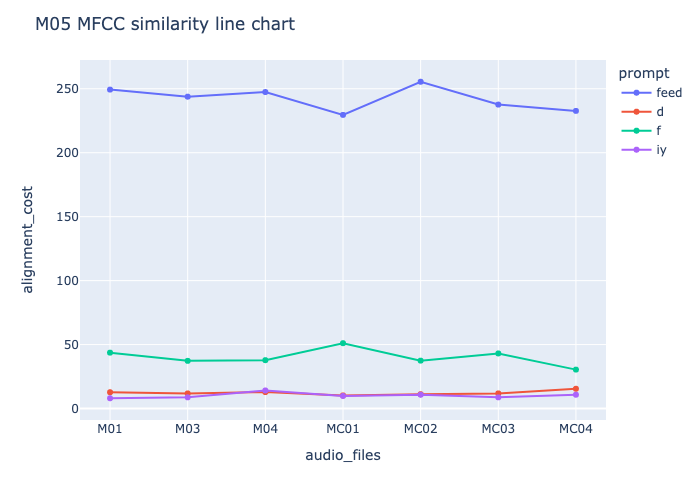 M05 MFCC similarity line chart
prompt
feed
d
f
iy
alignment_cost
250
200
150
100
50
0
M01 M03 M04 MC01 MC02 MC03 MC04
audio_files